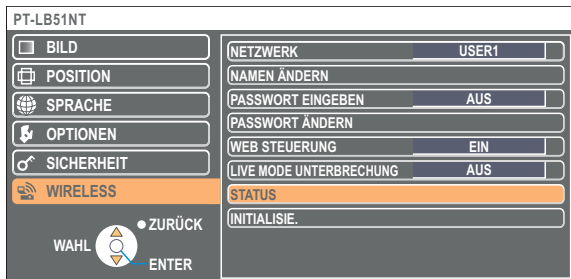 PT-LB51NT
BILD
POSITION
SPRACHE
OPTIONEN
SICHERHEIT
WIRELESS
ZURÜCK
WAHL
ENTER
NETZWERK USER1
NAMEN ÄNDERN
PASSWORT EINGEBEN AUS
PASSWORT ÄNDERN
WEB STEUERUNG EIN
LIVE MODE UNTERBRECHUNG AUS
STATUS
INITIALISIE.